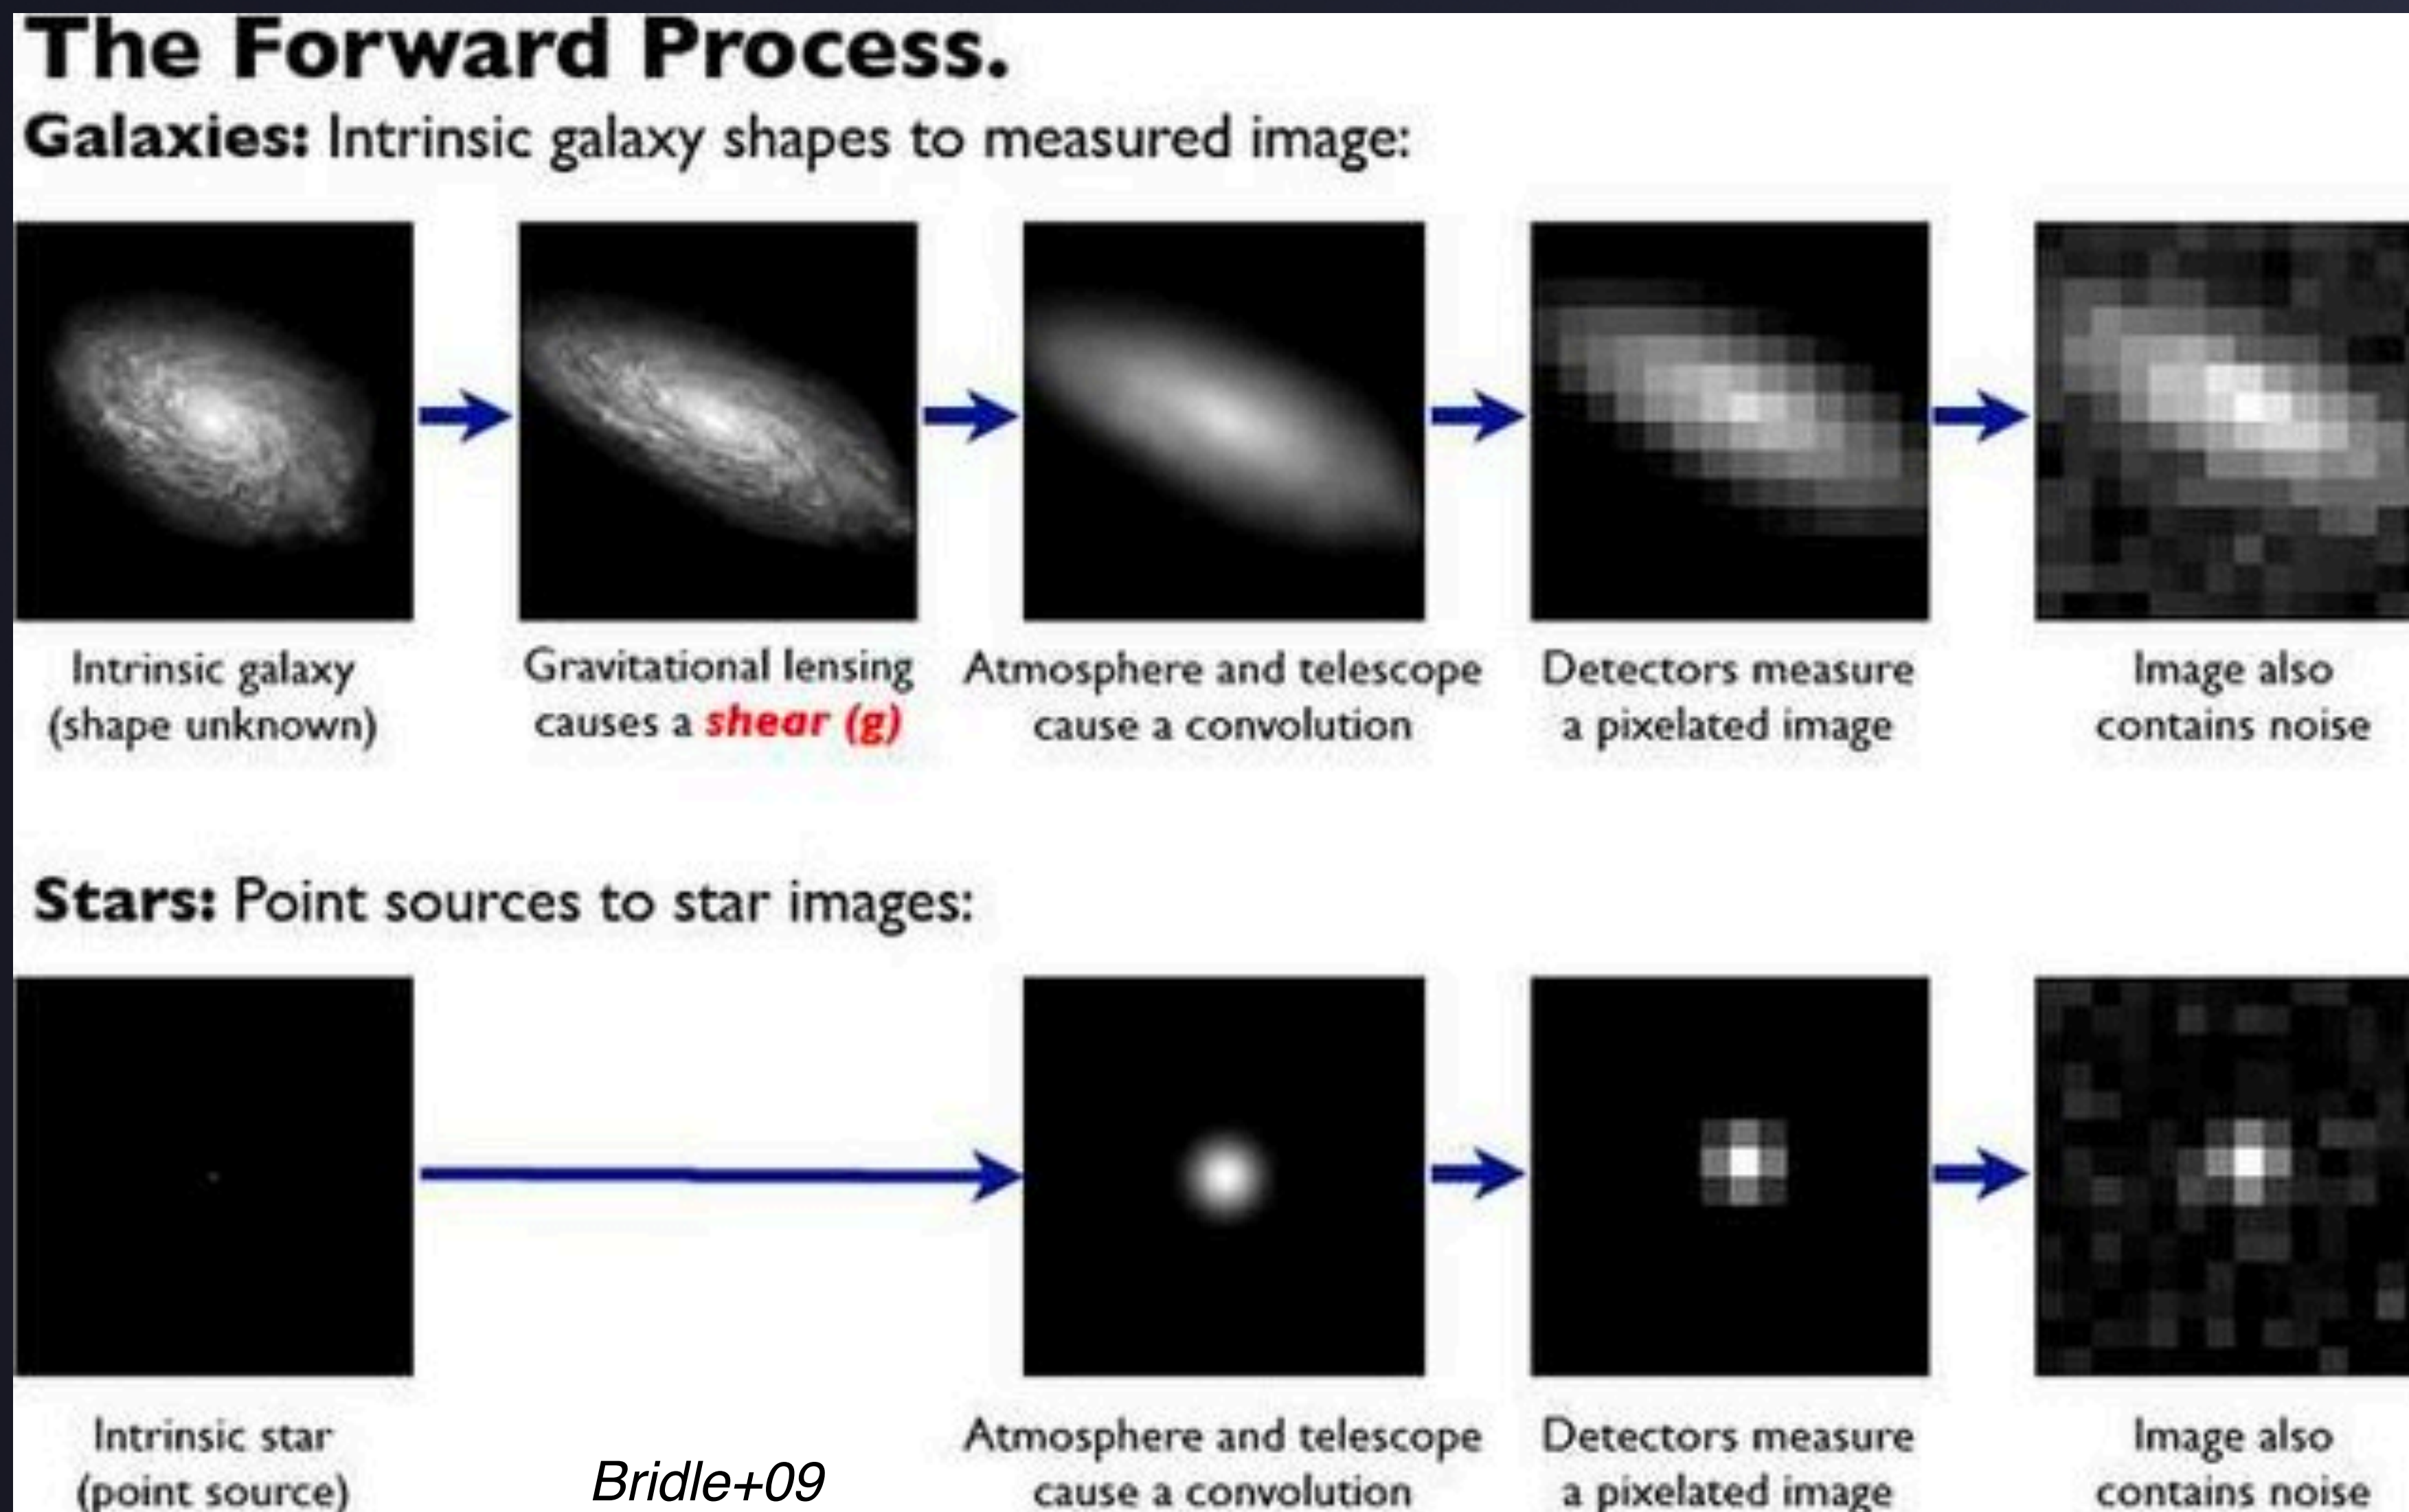 The Forward Process.
Galaxies: Intrinsic galaxy shapes to measured image:
Intrinsic galaxy
(shape unknown)
Gravitational lensing
causes a shear (g)
Atmosphere and telescope
cause a convolution
Detectors measure
a pixelated image
Image also
contains noise
Stars: Point sources to star images:
Intrinsic star
(point source)
Bridle+09
Atmosphere and telescope
cause a convolution
Detectors measure
a pixelated image
Image also
contains noise